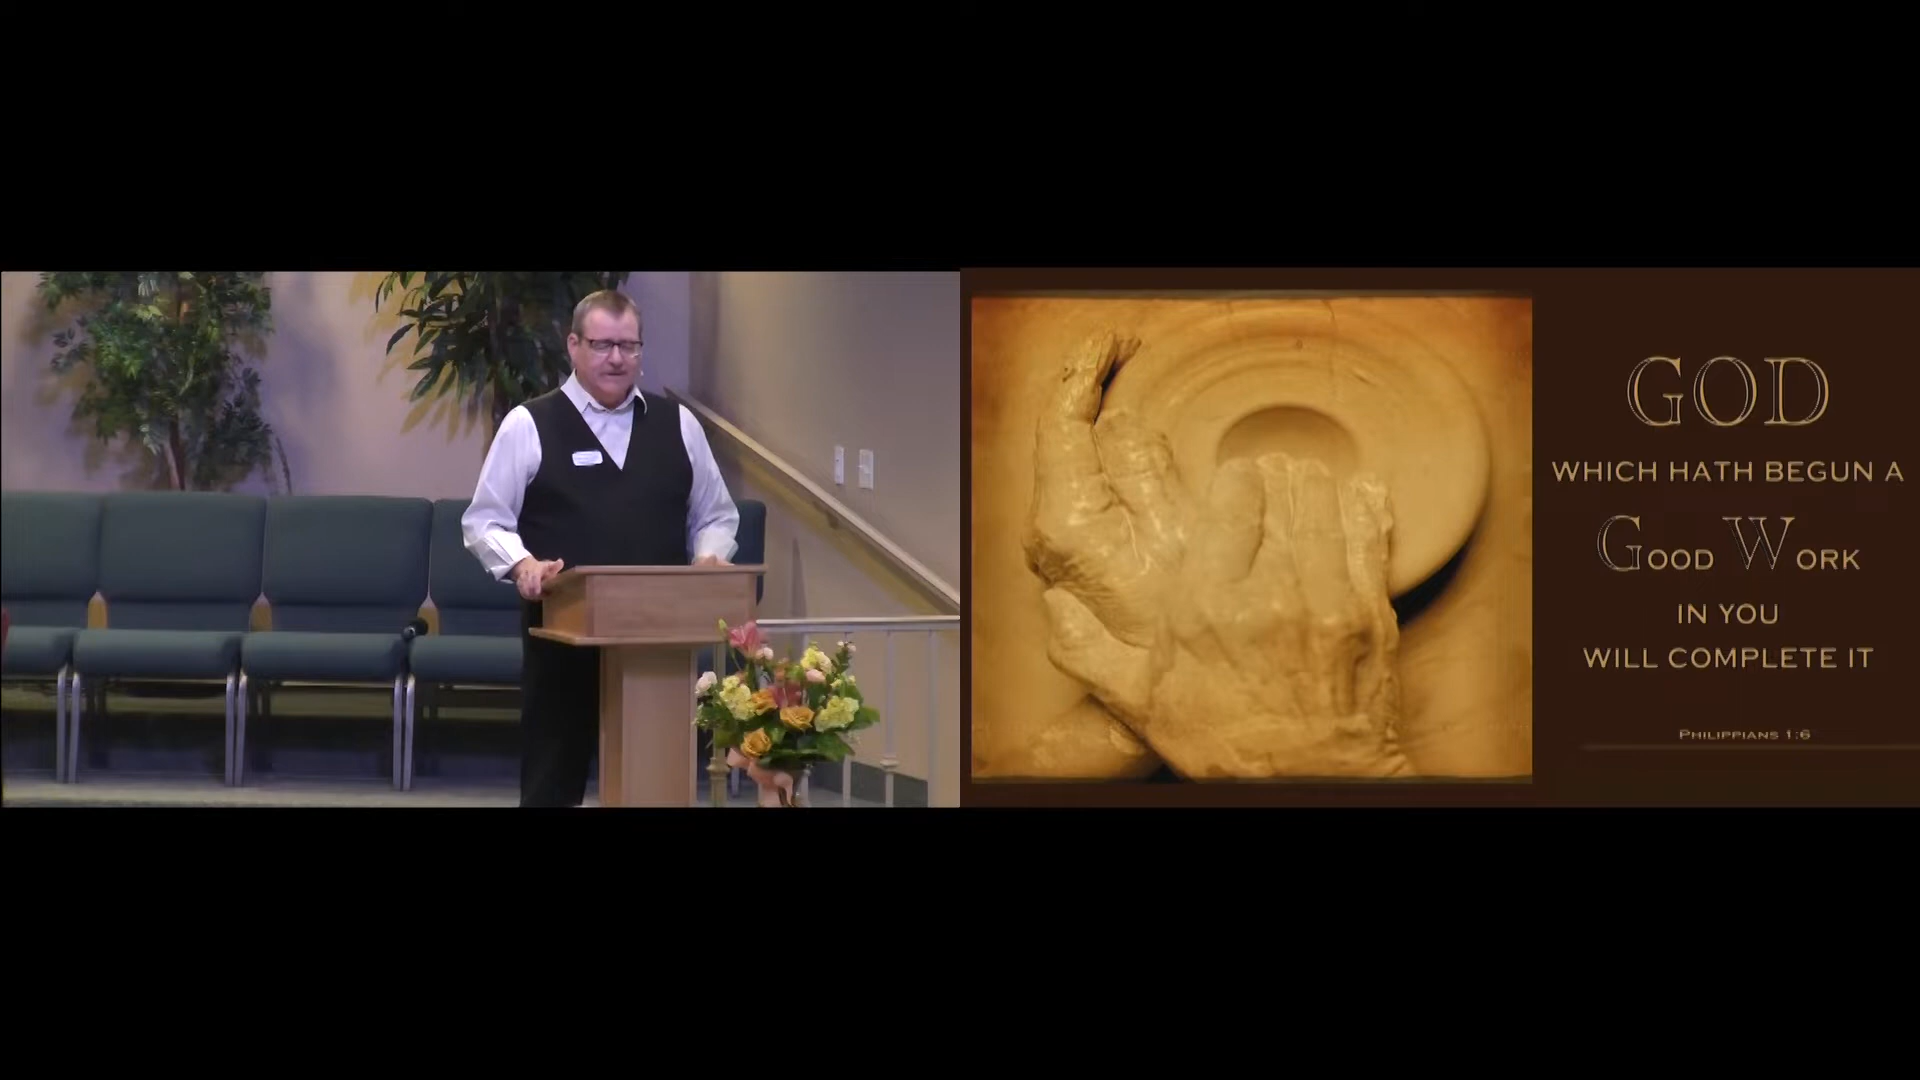 GOD
WHICH HATH BEGUN A
GOOD WORK
IN YOU
WILL COMPLETE IT
PHILIPPIANS 1:6